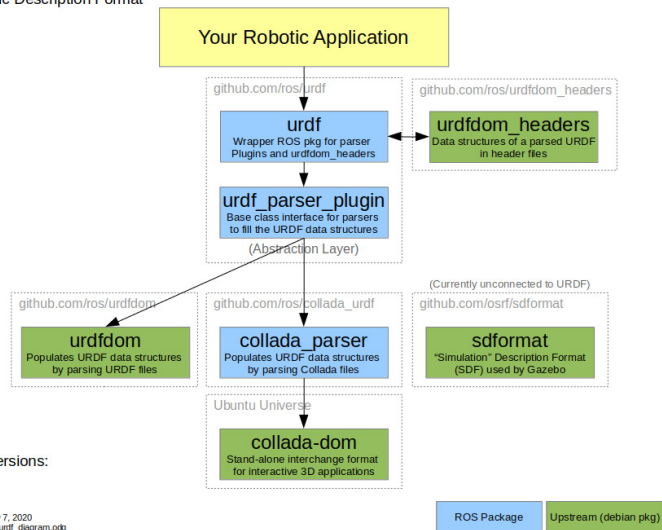 Description Format
Your Robotic Application
github.com/ros/urdf
github.com/ros/urdfdom_headers
urdf
Wrapper ROS pkg for parser
Plugins and urdfdom_headers
urdfdom_headers
Data structures of a parsed URDF
in header files
urdf_parser_plugin
Base class interface for parsers
to fill the URDF data structures
(Abstraction Layer)
(Currently unconnected to URDF)
github.com/ros/urdfdom
github.com/ros/collada_urdf
github.com/osrf/sdformat
urdfdom
Populates URDF data structures
by parsing URDF files
collada_parser
Populates URDF data structures
by parsing Collada files
sdformat
“Simulation” Description Format
(SDF) used by Gazebo
Ubuntu Universe
collada-dom
Stand-alone interchange format
for interactive 3D applications
ersions:
7, 2020
urdf_diagram.odg
ROS Package
Upstream (debian pkg)